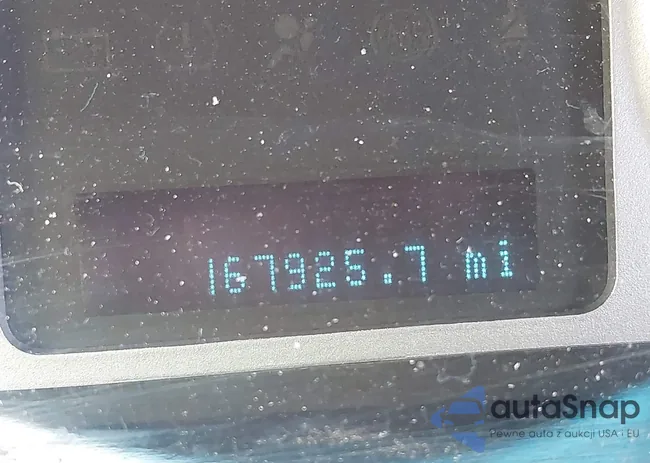 167925.7 mi
autaSnap
Pewne auta z aukcji USA i EU